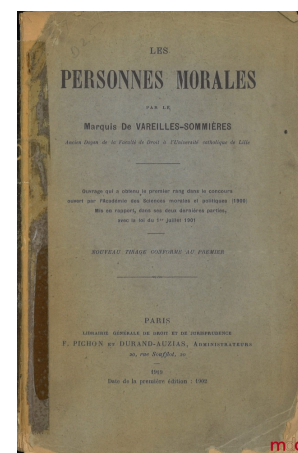 LES
PERSONNES MORALES
PAR LE
Marquis De VAREILLES-SOMMIÈRES
Ancien Doyen de la Faculté de Droit à l'Université catholique de Lille
Ouvrage qui a obtenu le premier rang dans le concours
ouvert par l'Académie des Sciences morales et politiques (1900)
Mis en rapport, dans ses deux dernières parties,
avec la loi du 1er juillet 1901
NOUVEAU TIRAGE CONFORME AU PREMIER
PARIS
LIBRAIRIE GÉNÉRALE DE DROIT ET DE JURISPRUDENCE
F. PICHON ET DURAND-AUZIAS, ADMINISTRATEURS
20, rue Soufflot, 20
Date de la première édition : 1902
m